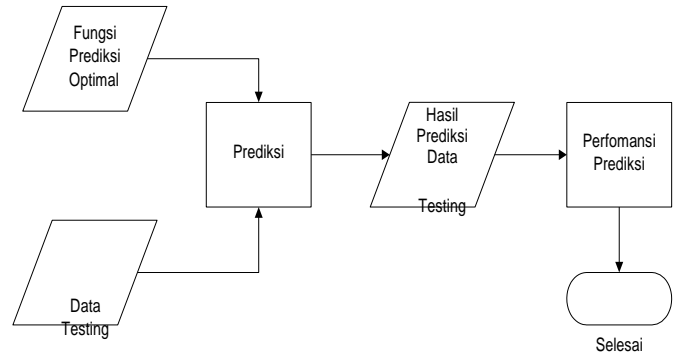 Fungsi
Prediksi
Optimal
Prediksi
Hasil
Prediksi
Data
Testing
Perfomansi
Prediksi
Data
Testing
Selesai